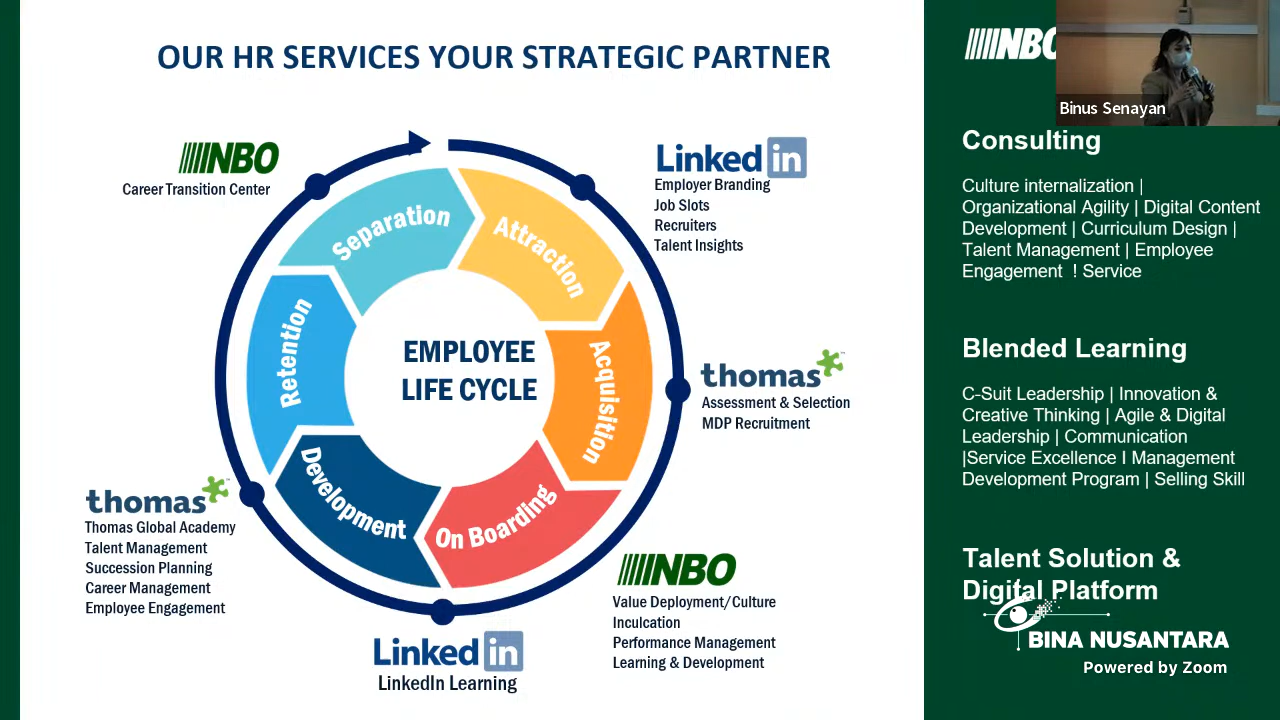 OUR HR SERVICES YOUR STRATEGIC PARTNER
NBO
Career Transition Center
Linked in
Employer Branding
Job Slots
Recruiters
Talent Insights
Separation
Attraction
Retention
Acquisition
EMPLOYEE
LIFE CYCLE
Development
On Boarding
thomas
Assessment & Selection
MDP Recruitment
thomas
Thomas Global Academy
Talent Management
Succession Planning
Career Management
Employee Engagement
NBO
Value Deployment/Culture
Inculcation
Performance Management
Learning & Development
Linked in
LinkedIn Learning
NBO
Binus Senayan
Consulting
Culture internalization |
Organizational Agility | Digital Content
Development | Curriculum Design |
Talent Management | Employee
Engagement ! Service
Blended Learning
C-Suit Leadership | Innovation &
Creative Thinking | Agile & Digital
Leadership | Communication
|Service Excellence I Management
Development Program | Selling Skill
Talent Solution &
Digital Platform
BINA NUSANTARA
Powered by Zoom